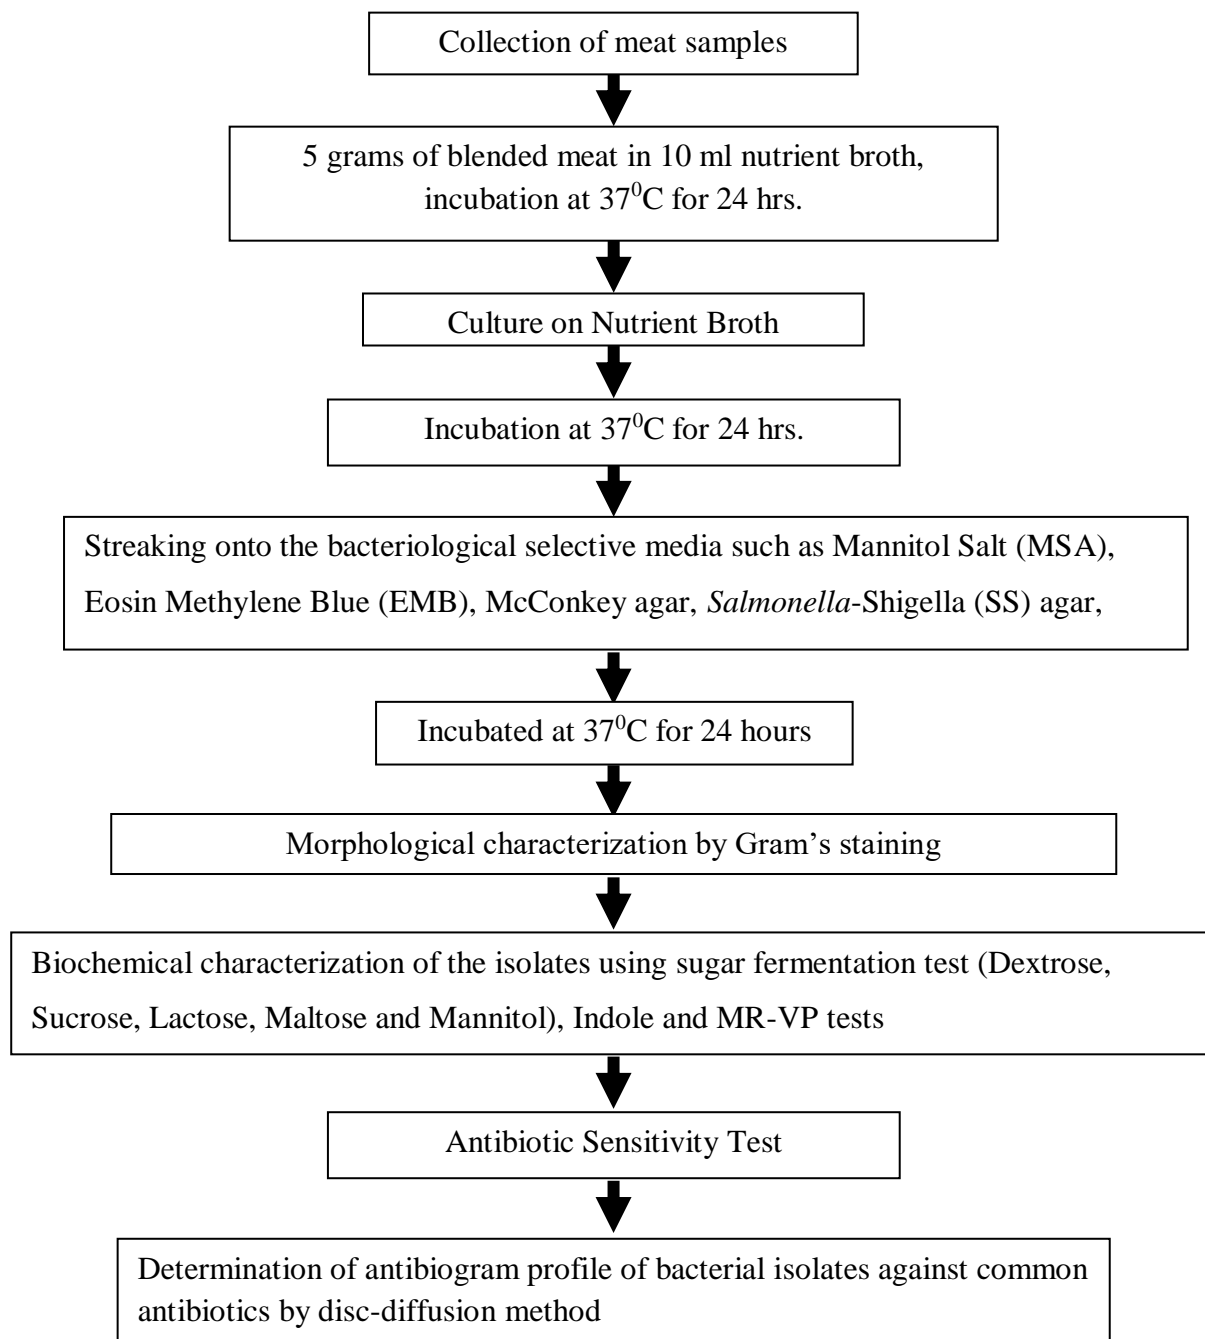 Collection of meat samples
5 grams of blended meat in 10 ml nutrient broth,
incubation at 37⁰C for 24 hrs.
Culture on Nutrient Broth
Incubation at 37⁰C for 24 hrs.
Streaking onto the bacteriological selective media such as Mannitol Salt (MSA),
Eosin Methylene Blue (EMB), McConkey agar, Salmonella-Shigella (SS) agar,
Incubated at 37⁰C for 24 hours
Morphological characterization by Gram’s staining
Biochemical characterization of the isolates using sugar fermentation test (Dextrose,
Sucrose, Lactose, Maltose and Mannitol), Indole and MR-VP tests
Antibiotic Sensitivity Test
Determination of antibiogram profile of bacterial isolates against common
antibiotics by disc-diffusion method